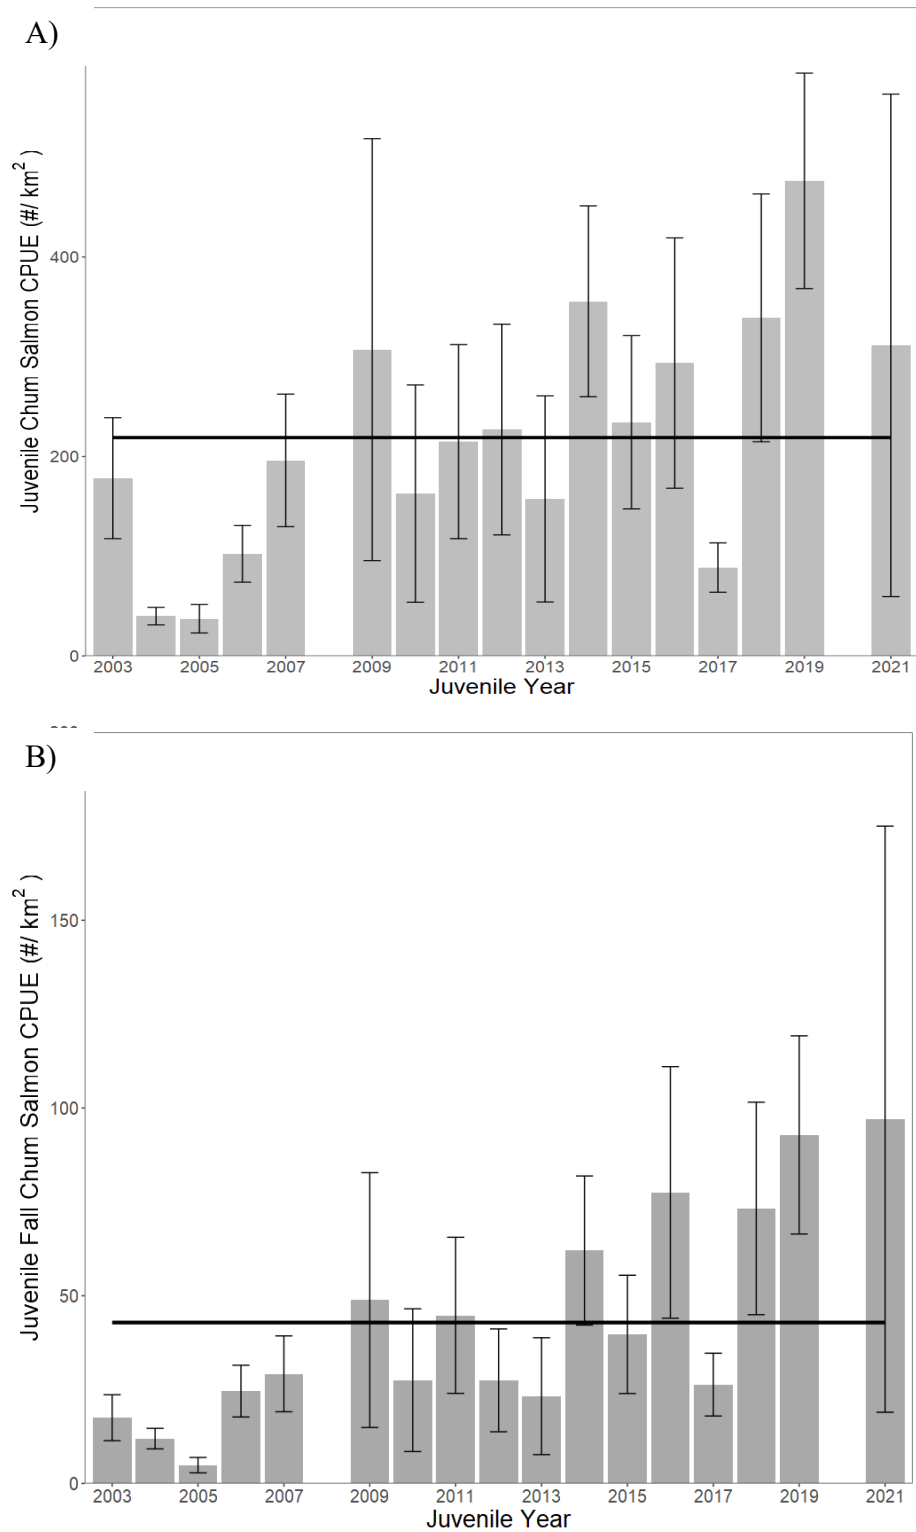 A)
Juvenile Chum Salmon CPUE (#/ km²)
400
200
0
2003 2005 2007 2009 2011 2013 2015 2017 2019 2021
Juvenile Year
B)
Juvenile Fall Chum Salmon CPUE (#/ km²)
150
100
50
0
2003 2005 2007 2009 2011 2013 2015 2017 2019 2021
Juvenile Year